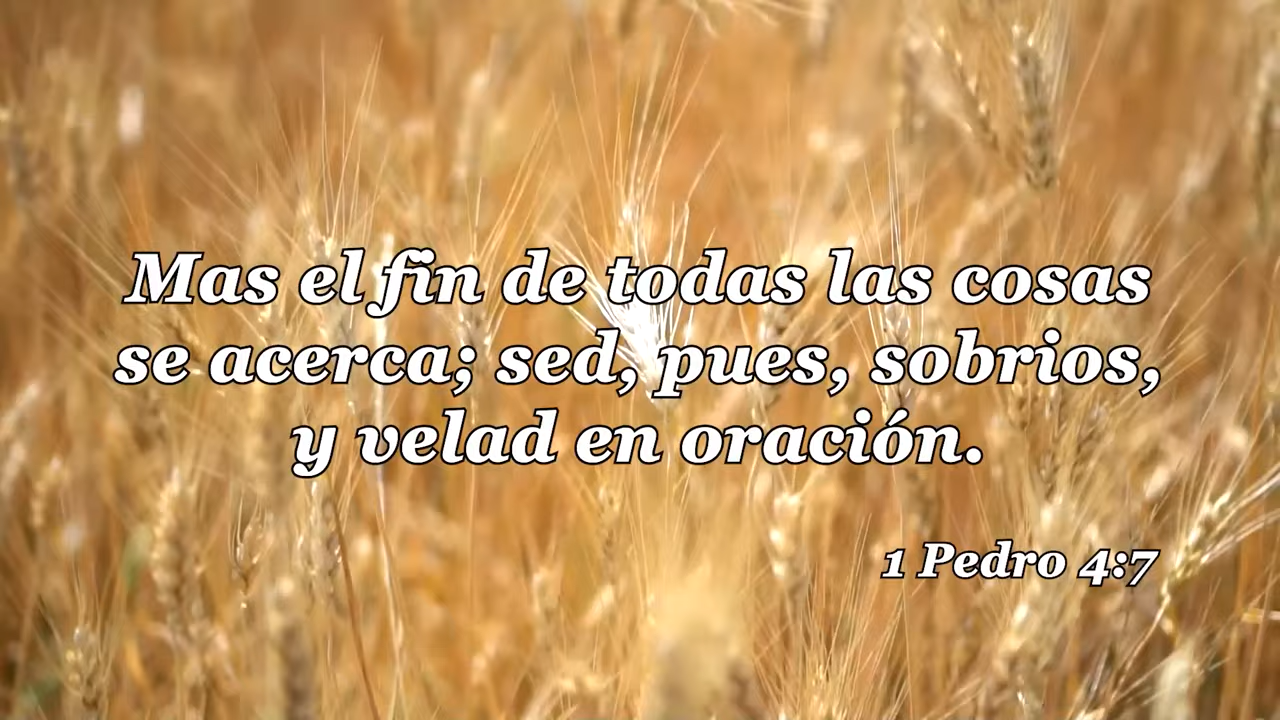 Mas el fin de todas las cosas
se acerca; sed, pues, sobrios,
y velad en oración.
1 Pedro 4:7